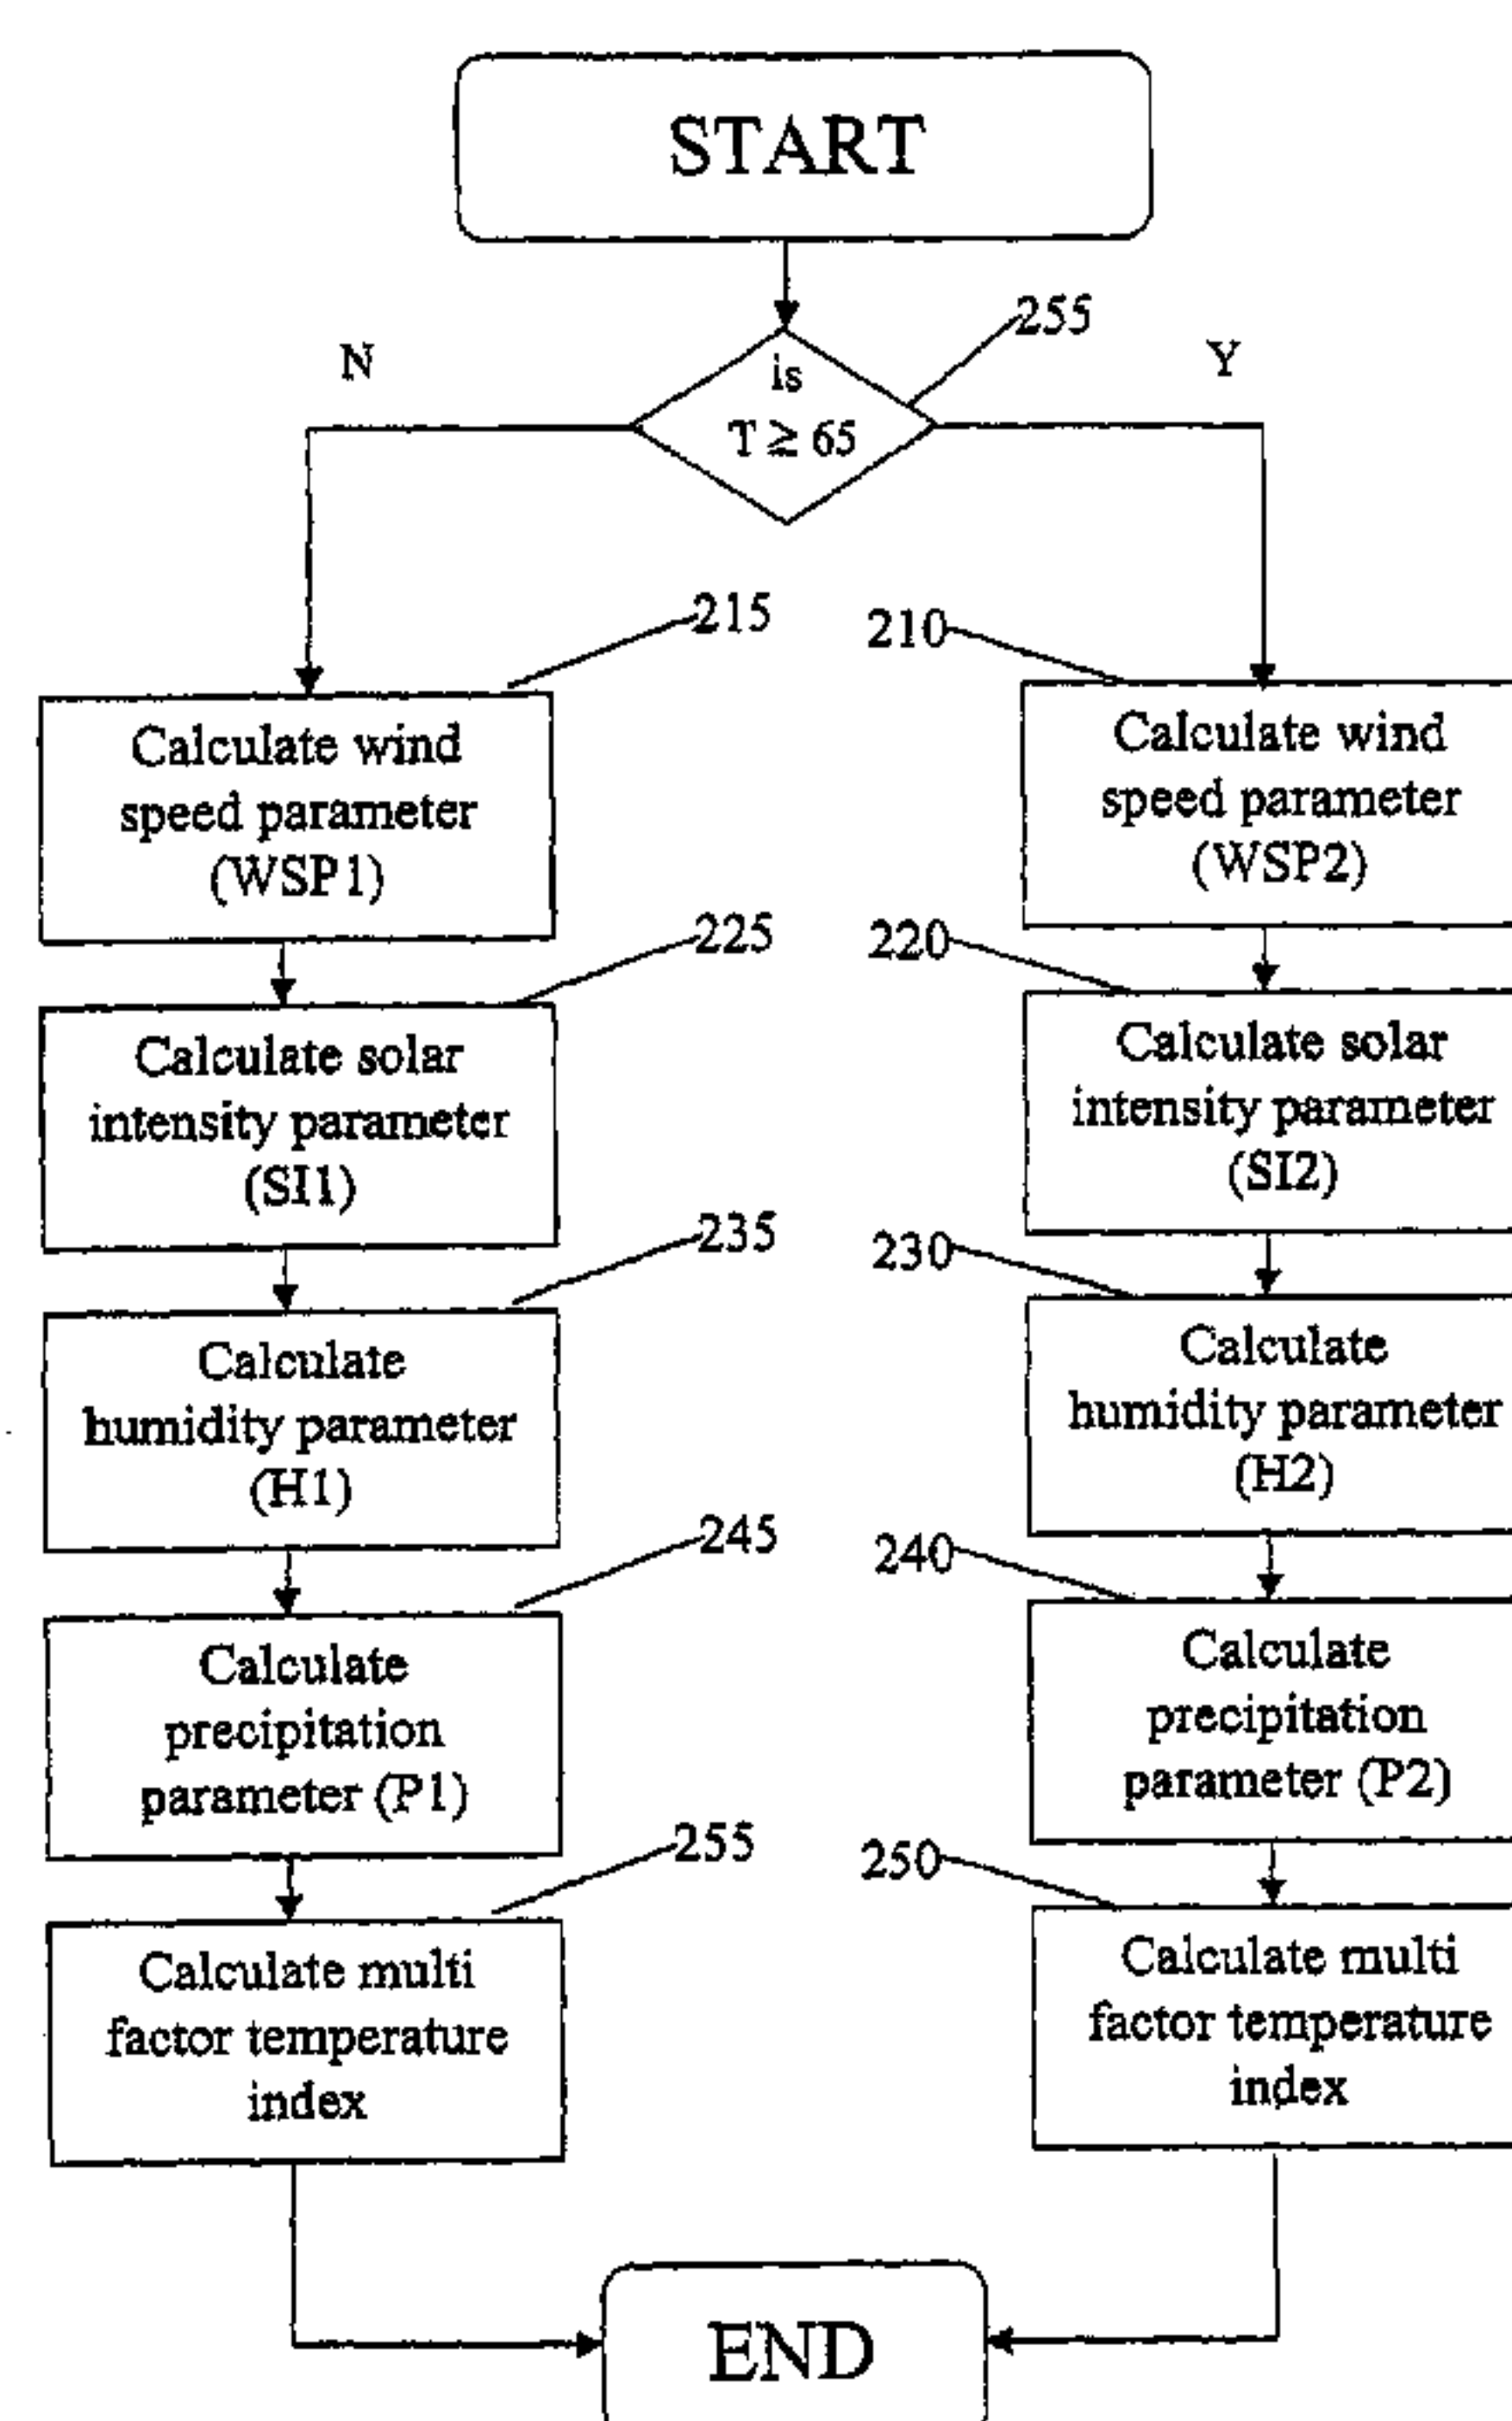 START
255
N
Y
is
T ≧ 65
215
210
Calculate wind
speed parameter
(WSP1)
Calculate wind
speed parameter
(WSP2)
225
220
Calculate solar
intensity parameter
(SI1)
Calculate solar
intensity parameter
(SI2)
235
230
Calculate
humidity parameter
(H1)
Calculate
humidity parameter
(H2)
245
240
Calculate
precipitation
parameter (P1)
Calculate
precipitation
parameter (P2)
255
250
Calculate multi
factor temperature
index
Calculate multi
factor temperature
index
END